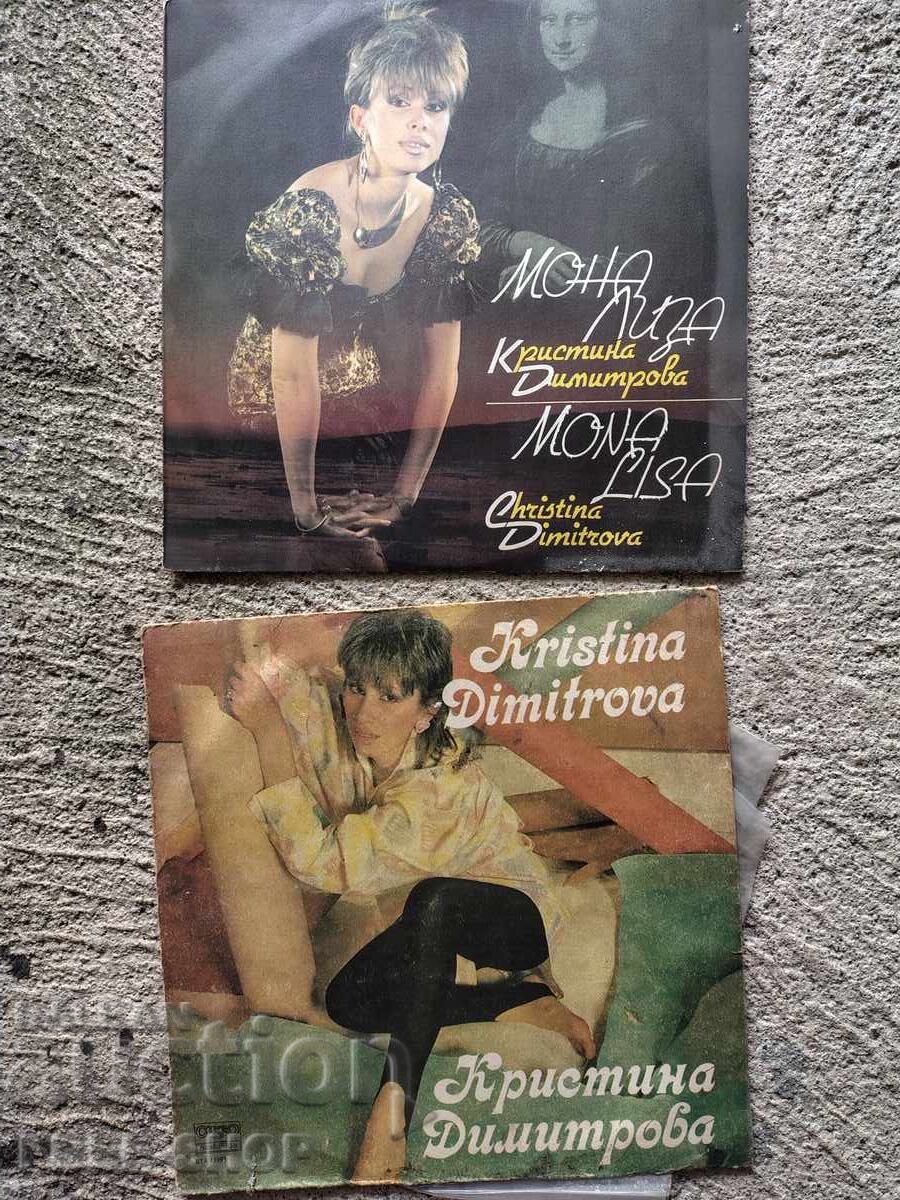 МОНА
ЛИЗА
Кристина
Димитрова
MONA
LISA
Christina
Dimitrova
Kristina
Dimitrova
Кристина
Димитрова